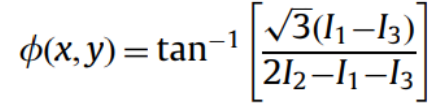 ϕ(x, y) = tan⁻¹ [√3(I₁–I₃) / 2I₂–I₁–I₃]